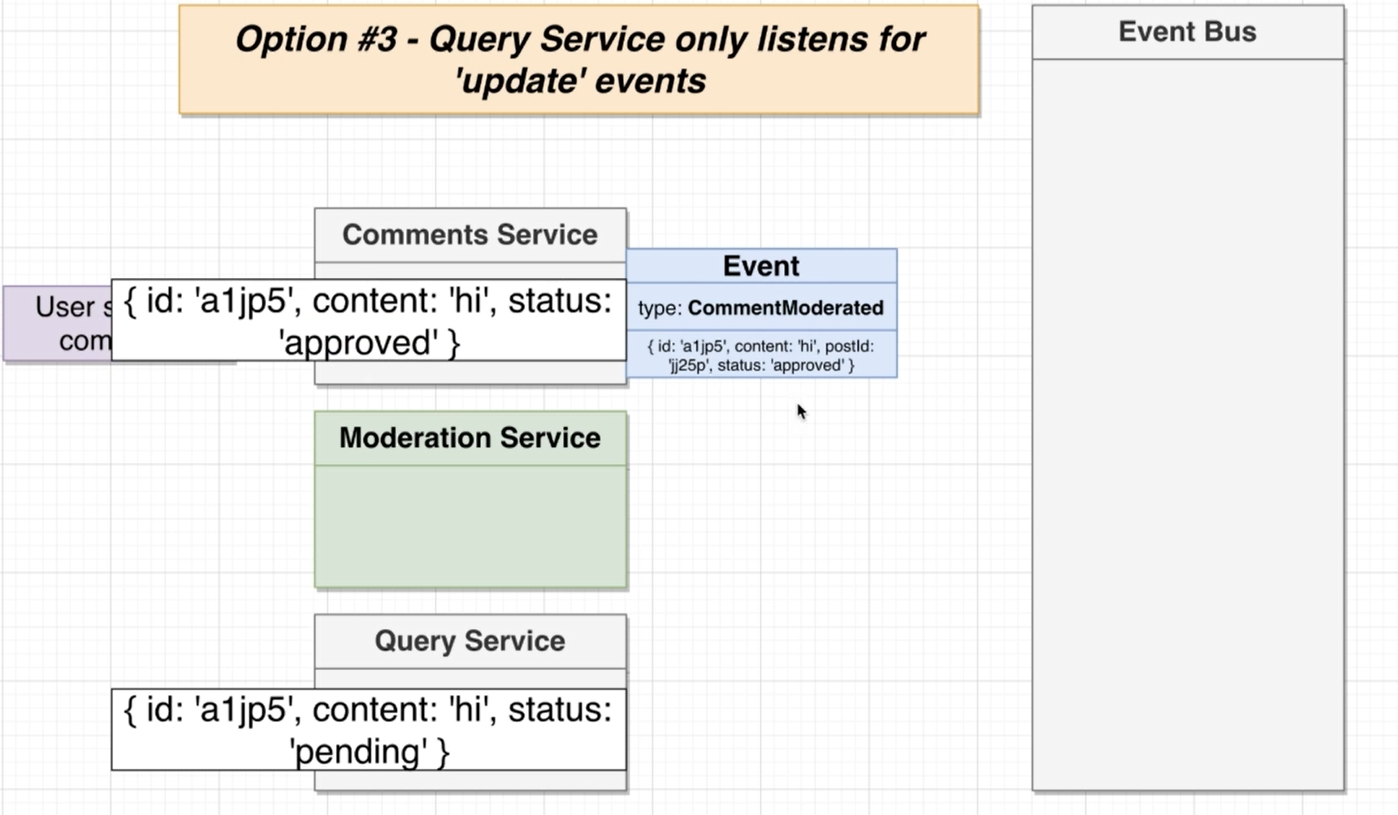 Option #3 - Query Service only listens for
'update' events
Event Bus
Comments Service
User
com
{ id: 'a1jp5', content: 'hi', status:
'approved' }
Event
type: CommentModerated
{ id: 'a1jp5', content: 'hi', postId:
'jj25p', status: 'approved' }
Moderation Service
Query Service
{ id: 'a1jp5', content: 'hi', status:
'pending' }